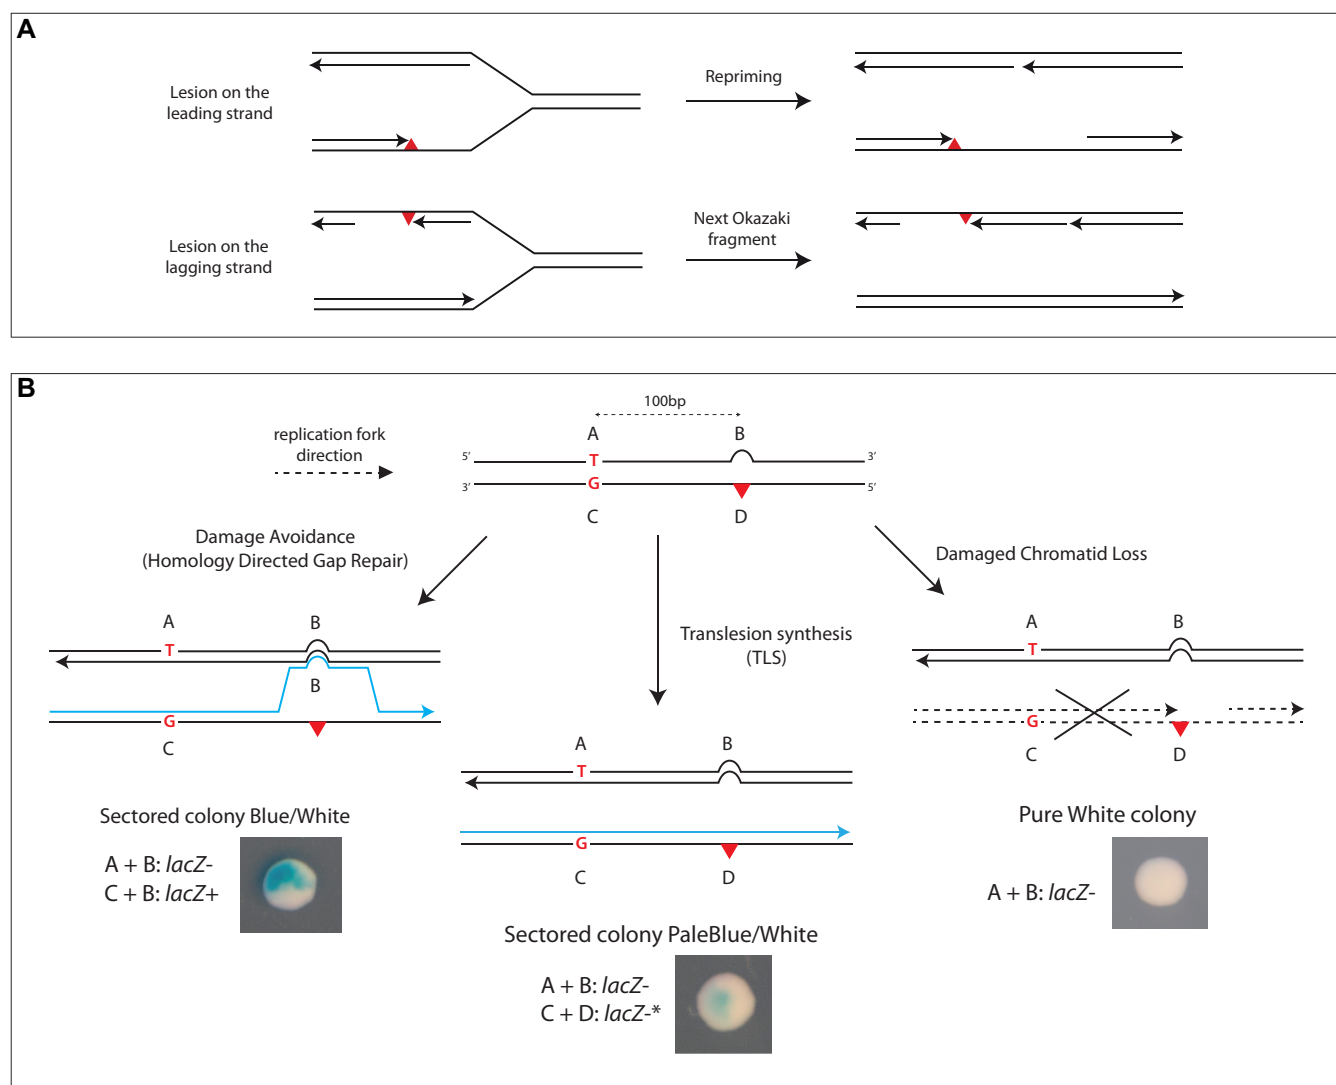 A
Lesion on the
leading strand
Repriming
Lesion on the
lagging strand
Next Okazaki
fragment
B
replication fork
direction
100bp
A
B
5’
T
3’
3’
G
5’
C
D
Damage Avoidance
(Homology Directed Gap Repair)
Translesion synthesis
(TLS)
Damaged Chromatid Loss
A
B
T
B
G
C
Sectored colony Blue/White
A + B: lacZ-
C + B: lacZ+
A
B
T
G
C
D
Sectored colony PaleBlue/White
A + B: lacZ-
C + D: lacZ-*
A
B
T
G
C
D
Pure White colony
A + B: lacZ-